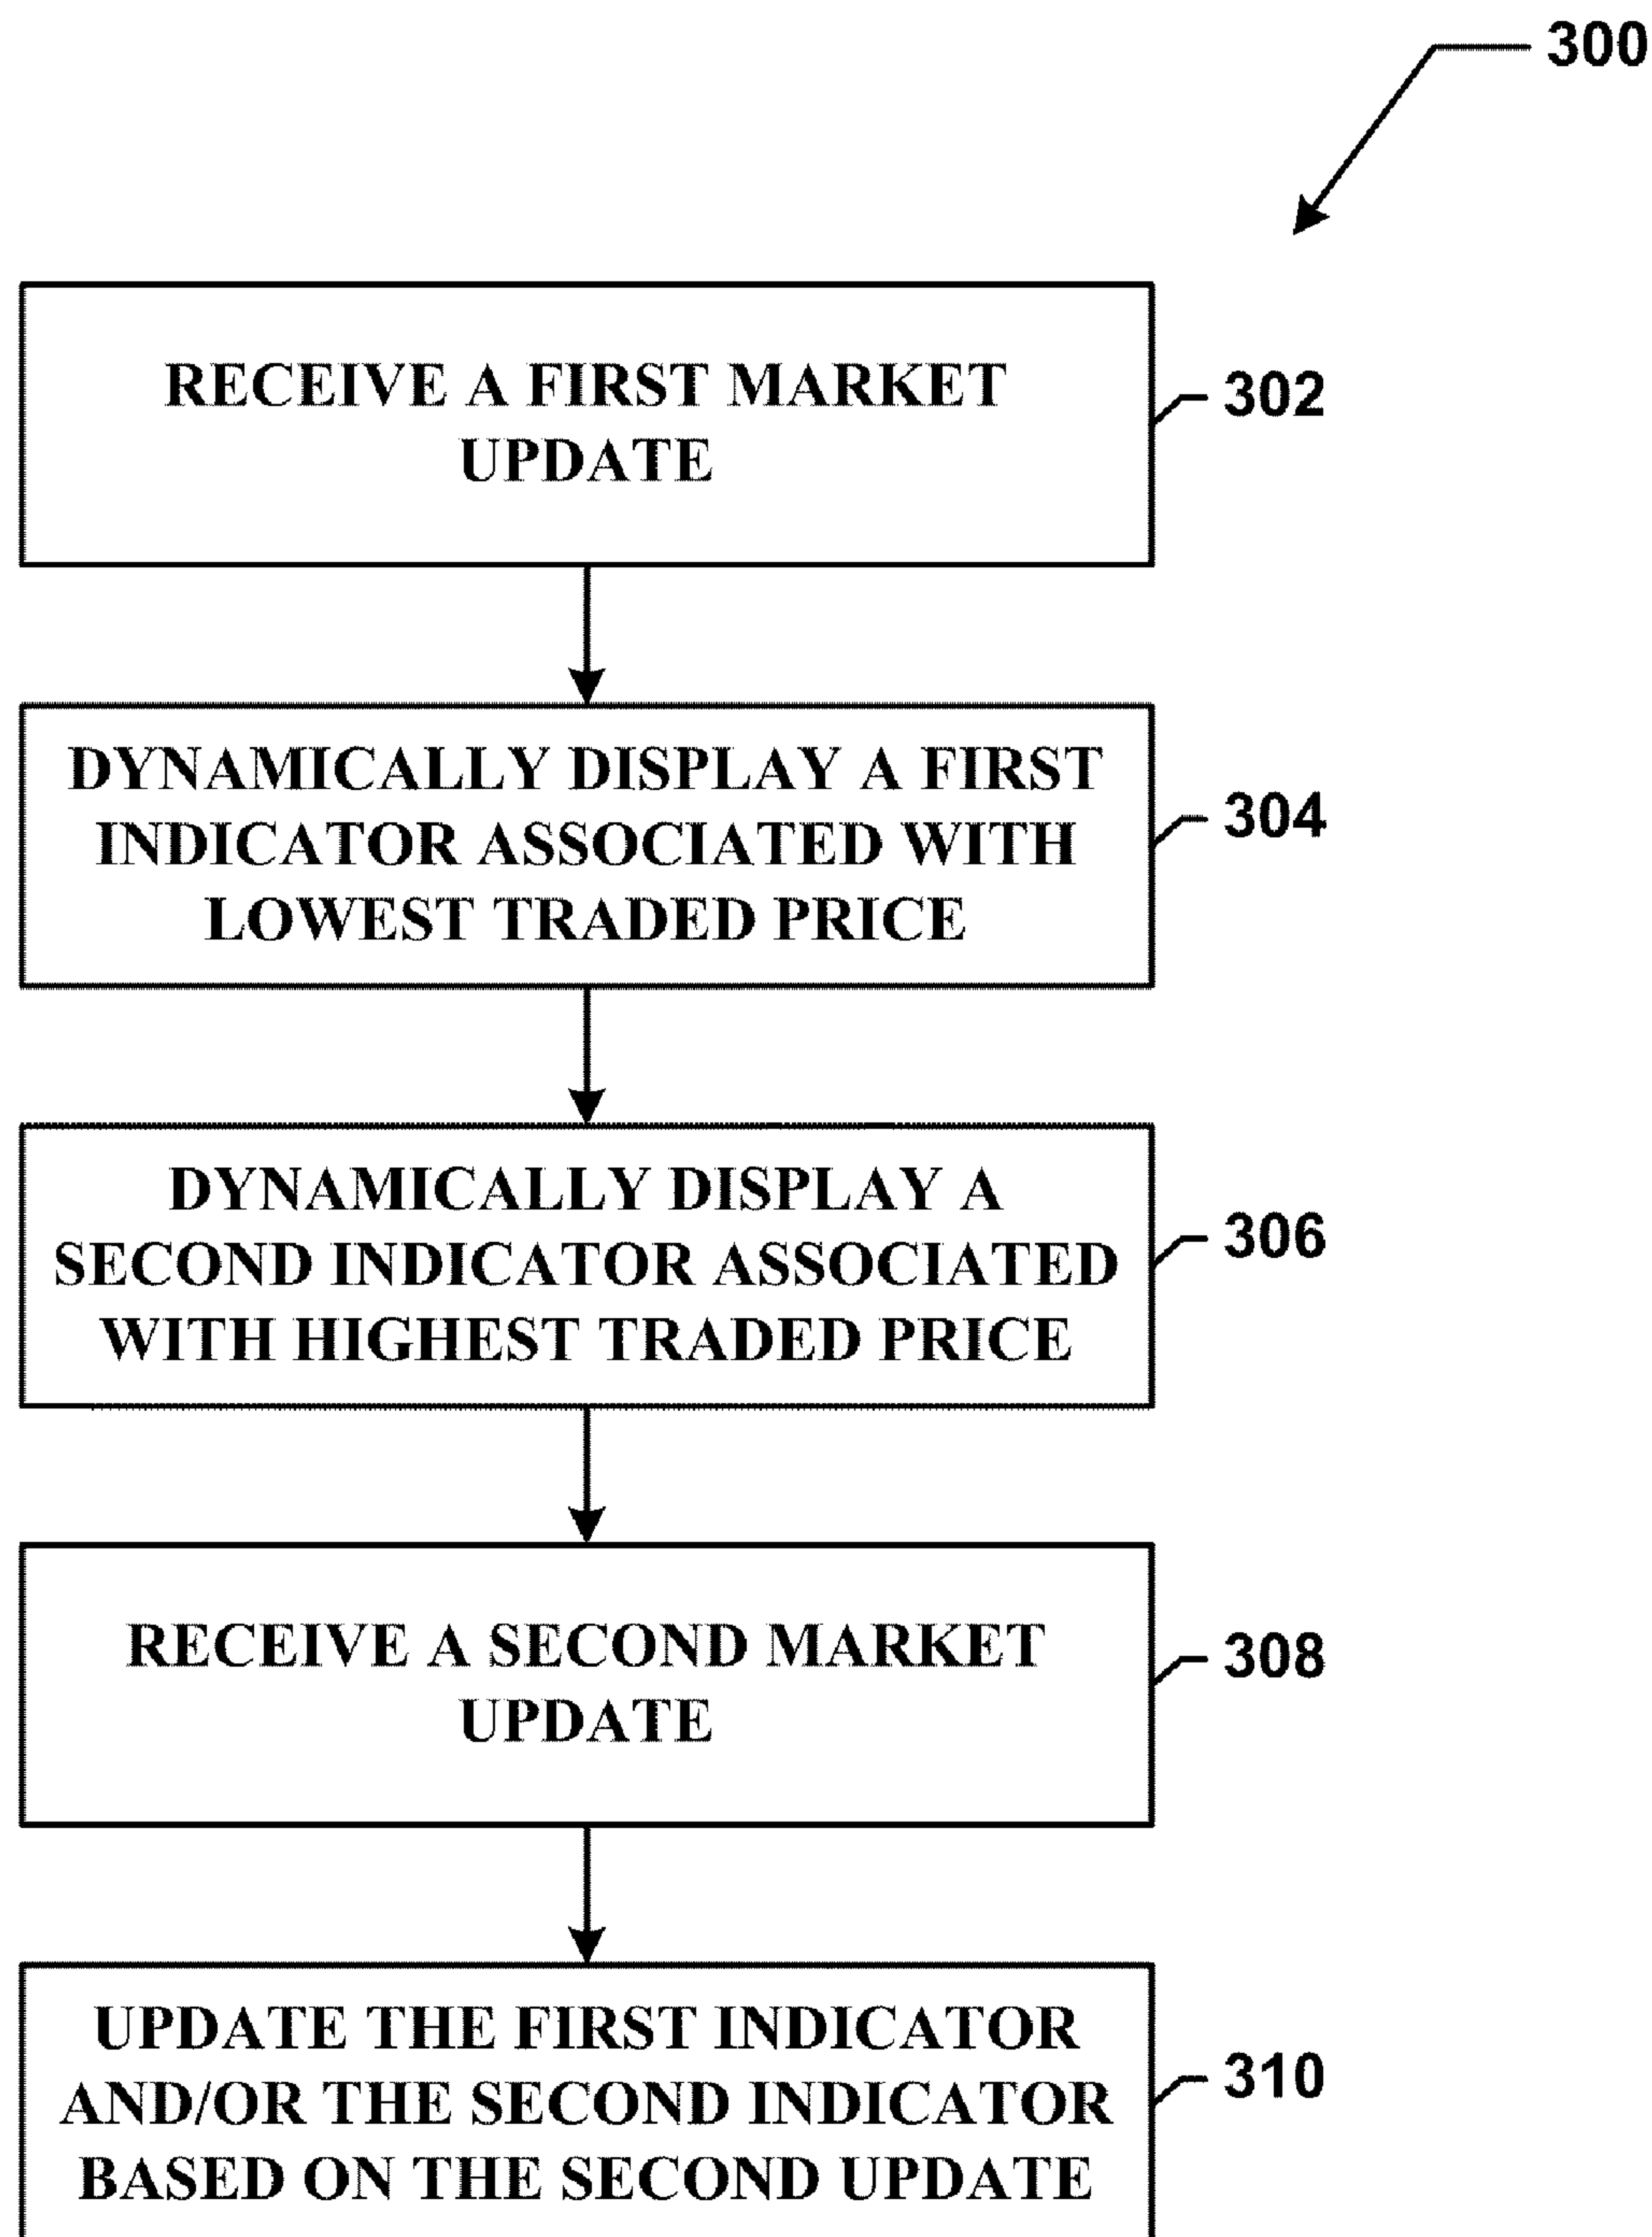 300
RECEIVE A FIRST MARKET
UPDATE
302
DYNAMICALLY DISPLAY A FIRST
INDICATOR ASSOCIATED WITH
LOWEST TRADED PRICE
304
DYNAMICALLY DISPLAY A
SECOND INDICATOR ASSOCIATED
WITH HIGHEST TRADED PRICE
306
RECEIVE A SECOND MARKET
UPDATE
308
UPDATE THE FIRST INDICATOR
AND/OR THE SECOND INDICATOR
BASED ON THE SECOND UPDATE
310